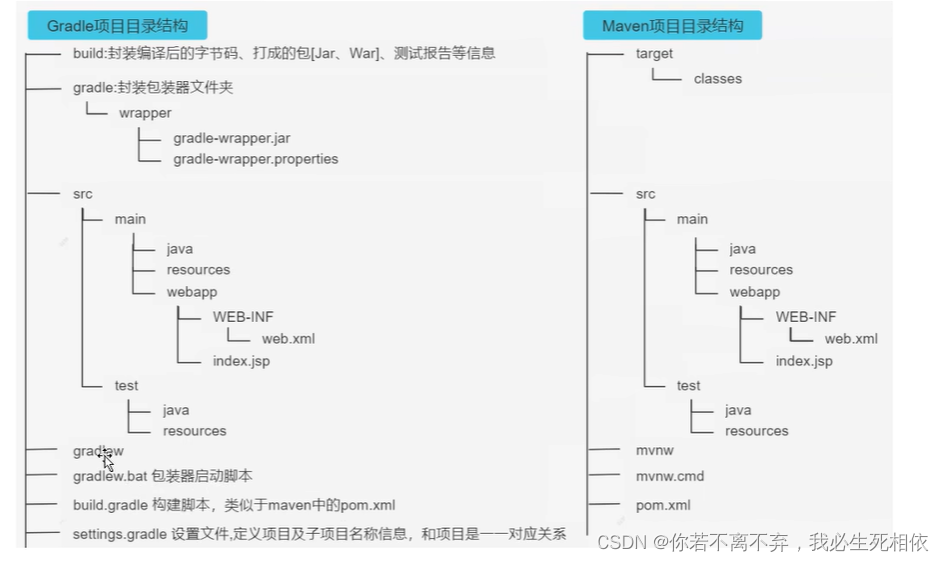 Gradle项目目录结构
build:封装编译后的字节码、打成的包[Jar、War]、测试报告等信息
gradle:封装包装器文件夹
wrapper
gradle-wrapper.jar
gradle-wrapper.properties
src
main
java
resources
webapp
WEB-INF
web.xml
index.jsp
test
java
resources
gradlew
gradlew.bat 包装器启动脚本
build.gradle 构建脚本，类似于maven中的pom.xml
settings.gradle 设置文件,定义项目及子项目名称信息，和项目是一一对应关系
Maven项目目录结构
target
classes
src
main
java
resources
webapp
WEB-INF
web.xml
index.jsp
test
java
resources
mvnw
mvnw.cmd
pom.xml
CSDN @你若不离不弃，我必生死相依